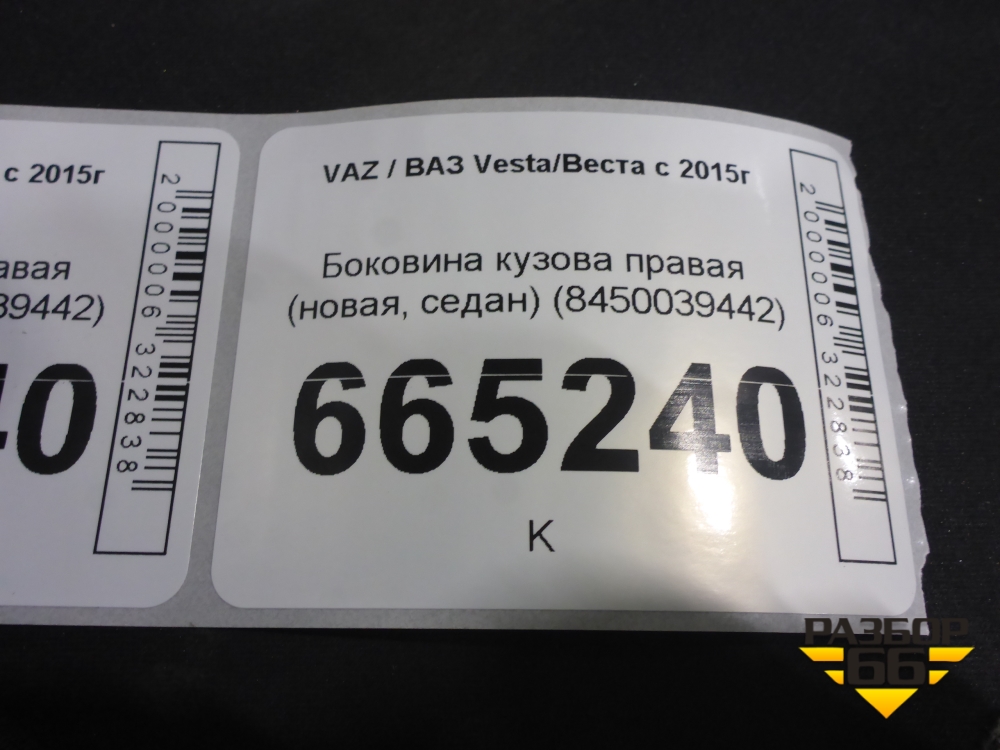 с 2015г
авая
39442)
40
2000006322838
VAZ / ВАЗ Vesta/Веста с 2015г
Боковина кузова правая
(новая, седан) (8450039442)
665240
К
2000006322838
РАЗБОР
66